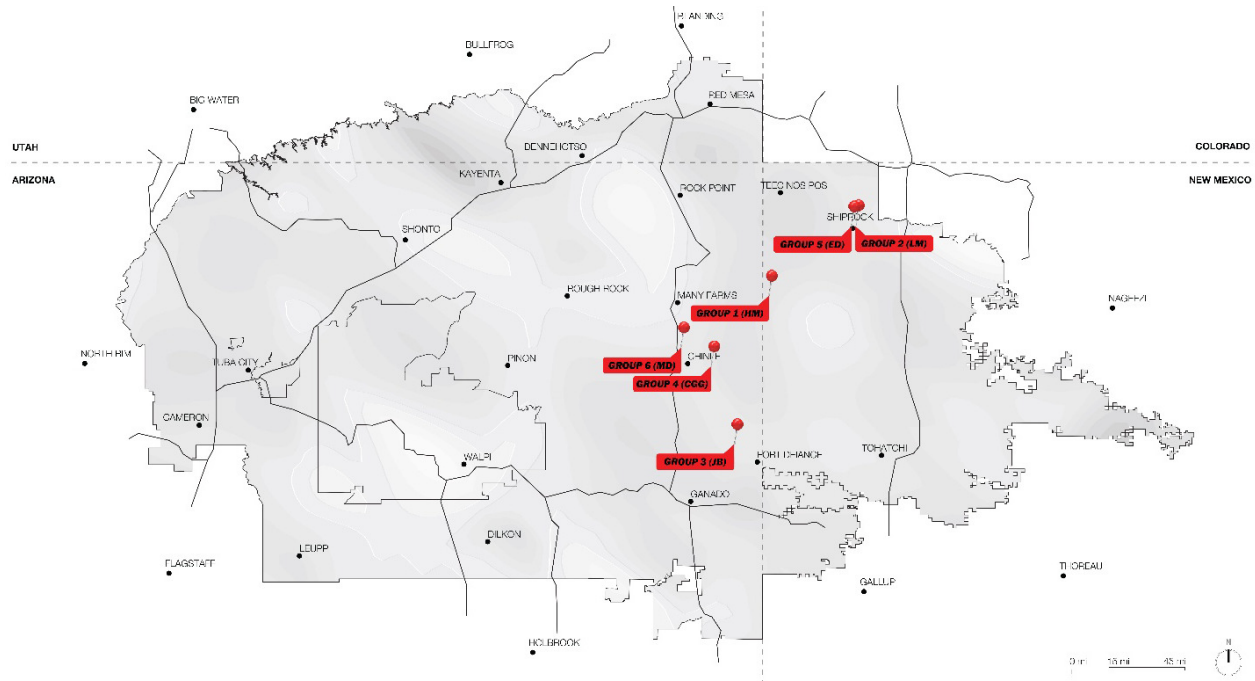 BLANDING
BULLFROG
BIG WATER
RED MESA
UTAH
DENNEHOTSO
COLORADO
ARIZONA
KAYENTA
NEW MEXICO
ROCK POINT
TEEC NOS POS
SHIPROCK
SHONTO
GROUP 5 (ED)
GROUP 2 (LM)
ROUGH ROCK
MANY FARMS
NAGEEZI
GROUP 1 (HM)
NORTH RIM
TUBA CITY
PINON
CHINLE
GROUP 6 (MD)
GROUP 4 (CGG)
CAMERON
WALPI
GROUP 3 (JB)
FORT DIANCE
TOHATCHI
GANADO
DILKON
LEUPP
FLAGSTAFF
GALLUP
THOREAU
HOLBROOK
N
0 mi
45 mi